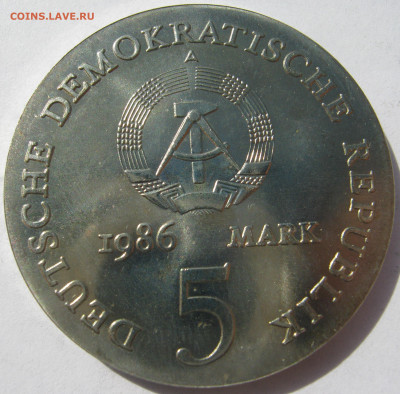 COINS.LAVE.RU
A
DEUTSCHE DEMOKRATISCHE REPUBLIK
1986 MARK
5